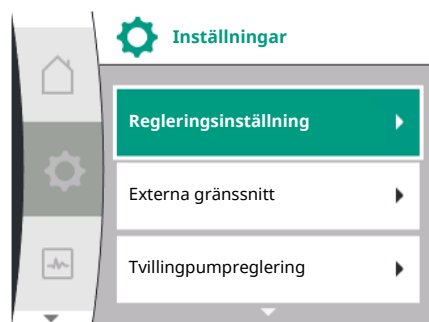 Inställningar
Regleringsinställning
Externa gränssnitt
Tvillingpumpreglering